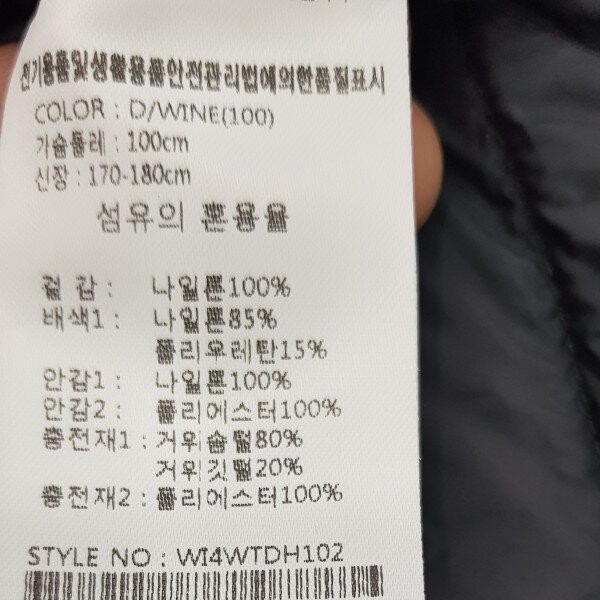 전기용품및생활용품안전관리법에의한품질표시
COLOR : D/WINE(100)
가슴둘레 : 100cm
신장 : 170-180cm
섬유의 혼용율
겉 감 : 나일론100%
배색1 : 나일론85%
폴리우레탄15%
안감1 : 나일론100%
안감2 : 폴리에스터100%
충전재1 : 거위솜털80%
거위깃털20%
충전재2 : 폴리에스터100%
STYLE NO : WI4WTDH102